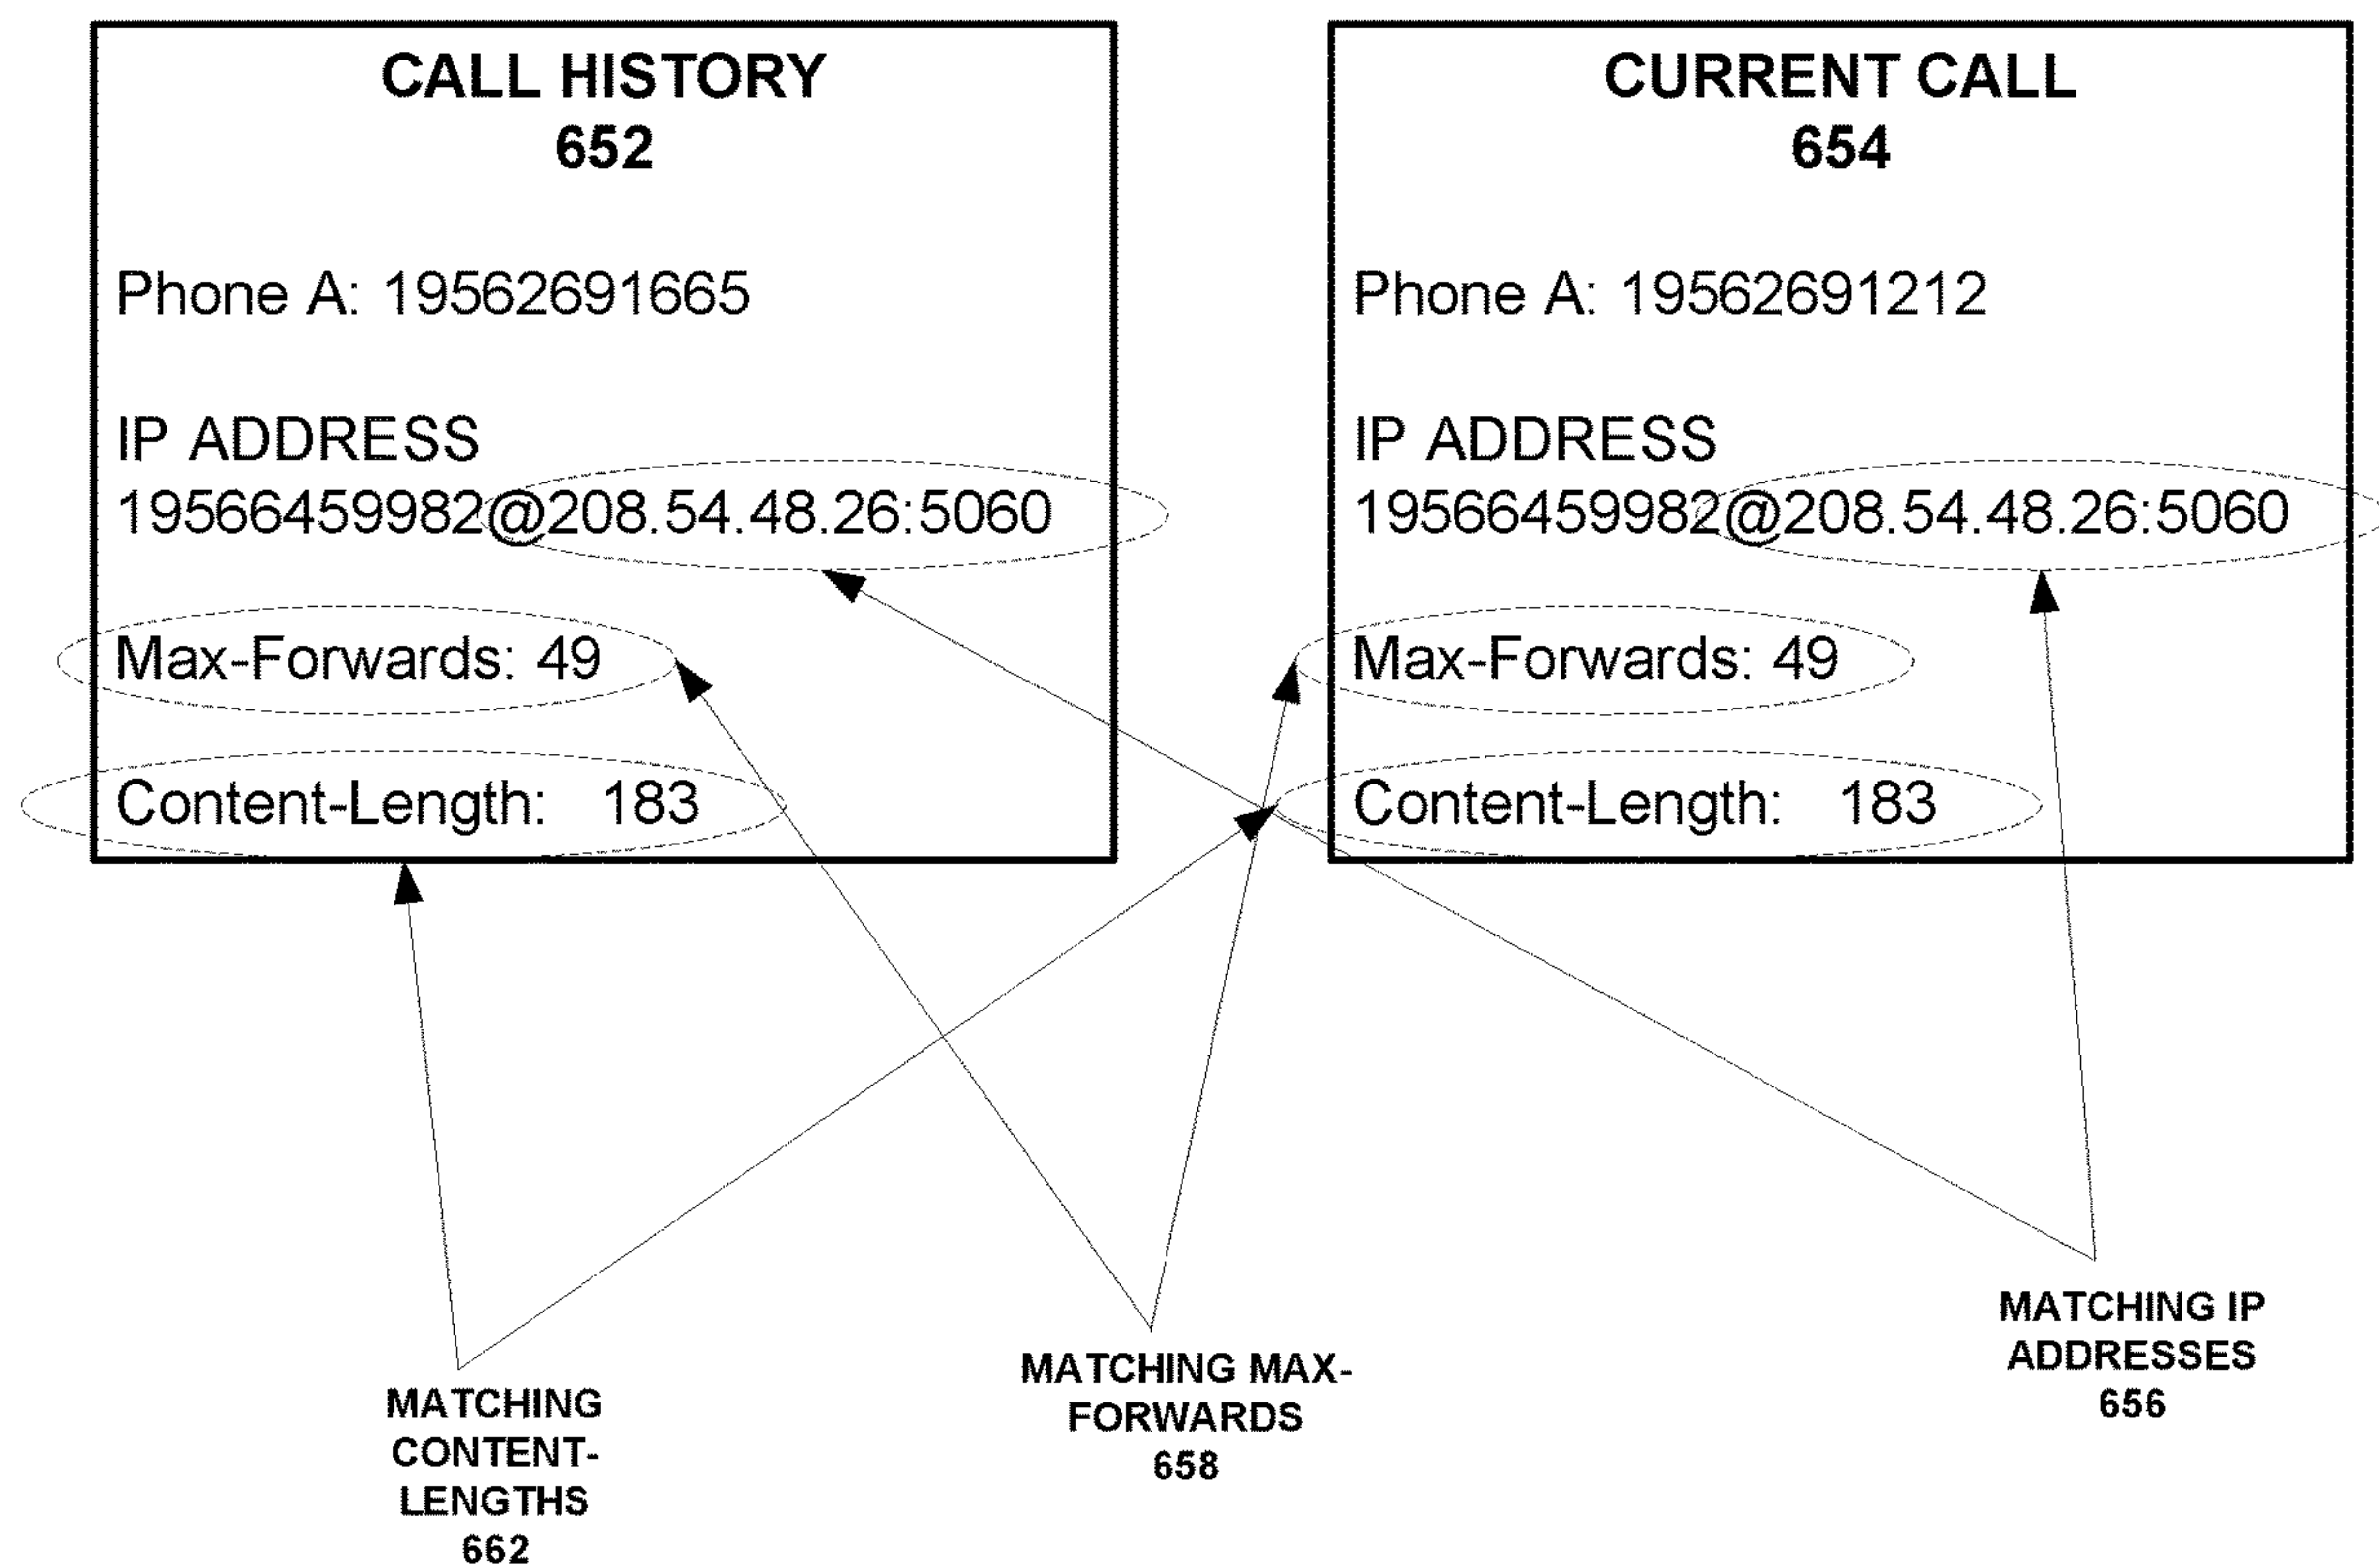 CALL HISTORY
652
Phone A: 19562691665
IP ADDRESS
19566459982@208.54.48.26:5060
Max-Forwards: 49
Content-Length: 183
CURRENT CALL
654
Phone A: 19562691212
IP ADDRESS
19566459982@208.54.48.26:5060
Max-Forwards: 49
Content-Length: 183
MATCHING
CONTENT-
LENGTHS
662
MATCHING MAX-
FORWARDS
658
MATCHING IP
ADDRESSES
656